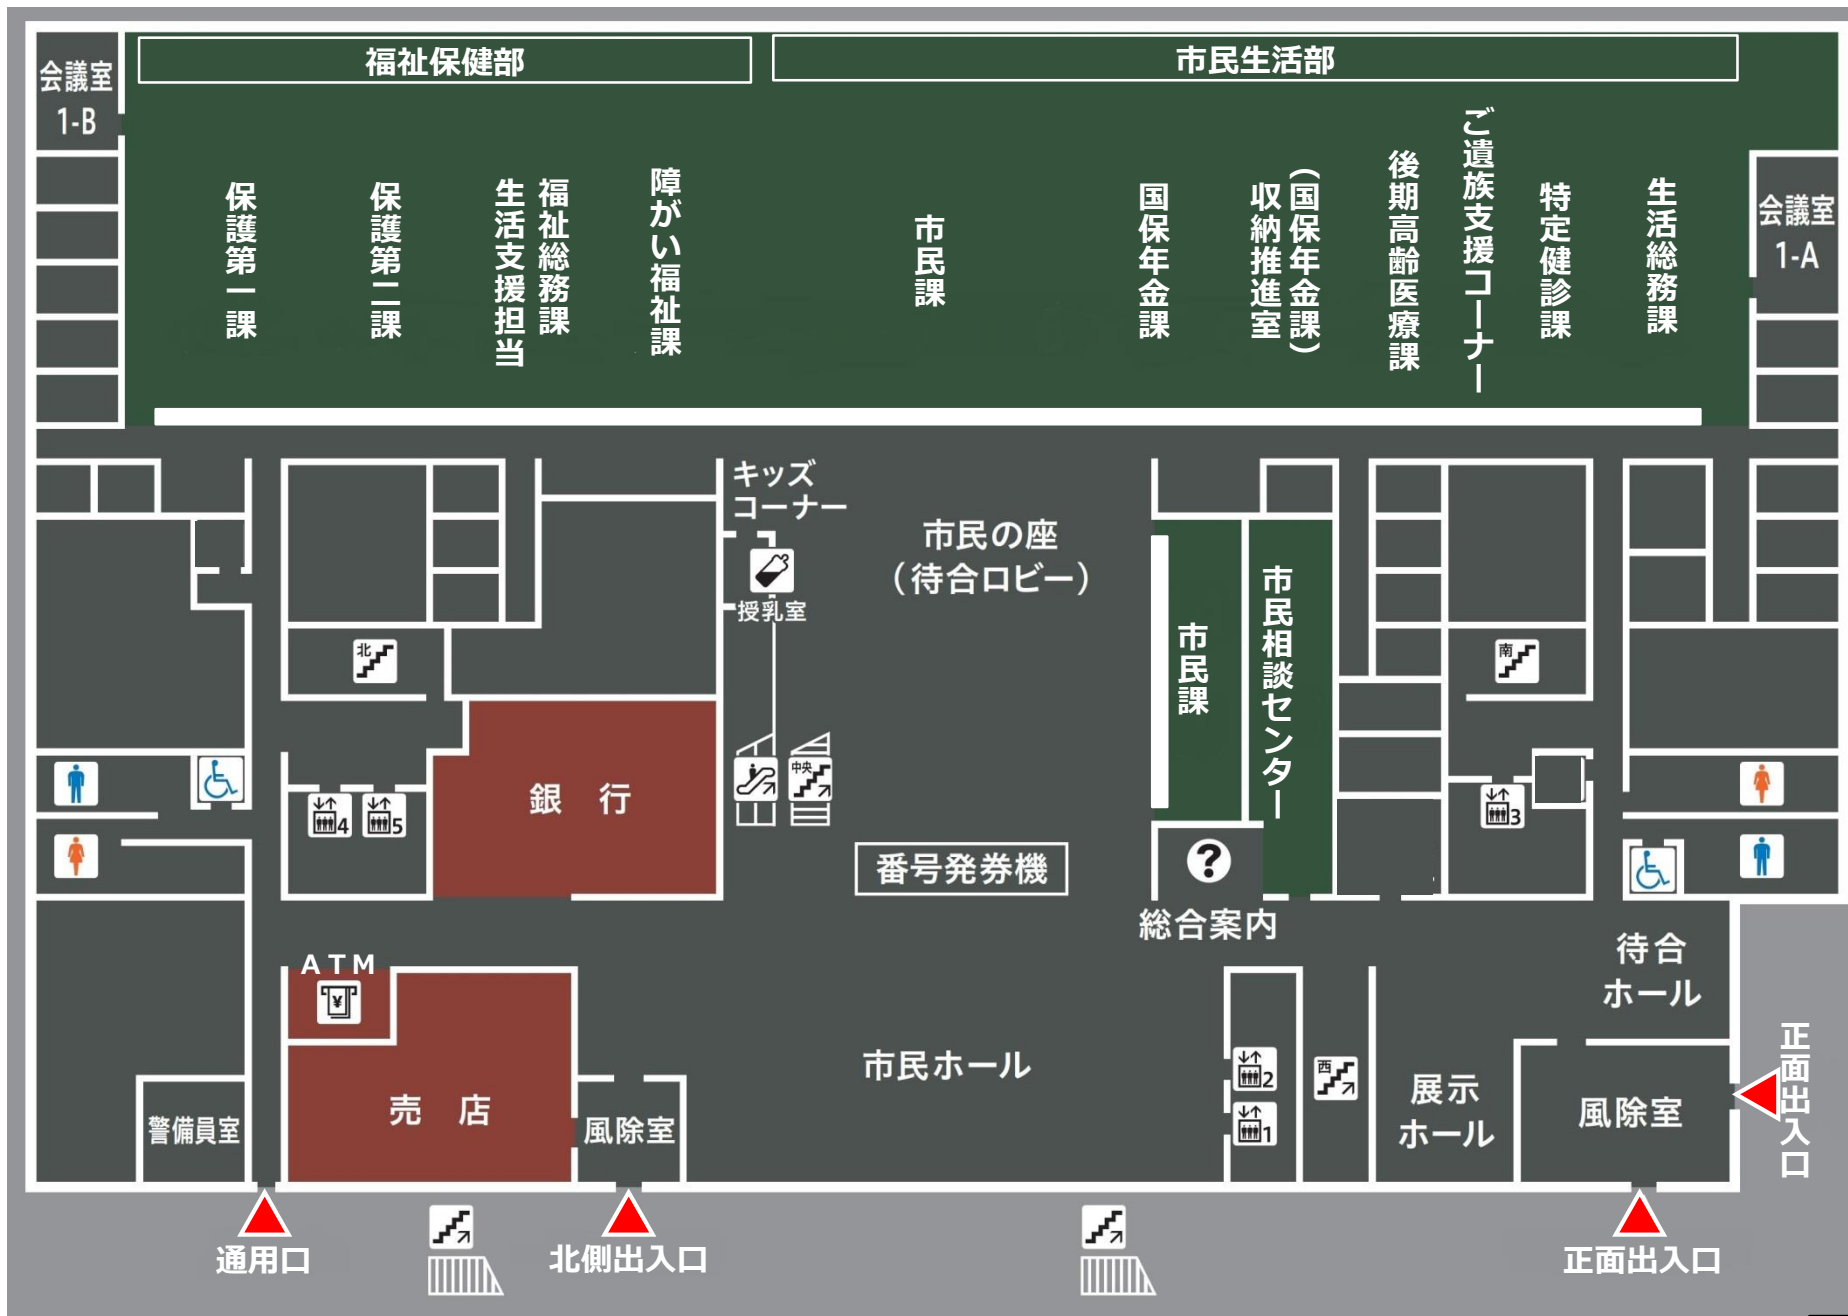 福祉保健部
市民生活部
会議室
1-B
保護第一課
保護第二課
福祉総務課
生活支援担当
障がい福祉課
市民課
国保年金課
(国保年金課)
収納推進室
後期高齢医療課
ご遺族支援コーナー
特定健診課
生活総務課
会議室
1-A
キッズ
コーナー
授乳室
市民の座
(待合ロビー)
市民課
市民相談センター
北
南
中央
銀 行
4
5
3
番号発券機
?
総合案内
ATM
¥
売 店
警備員室
風除室
市民ホール
2
1
西
展示
ホール
待合
ホール
風除室
正面出入口
通用口
北側出入口
正面出入口